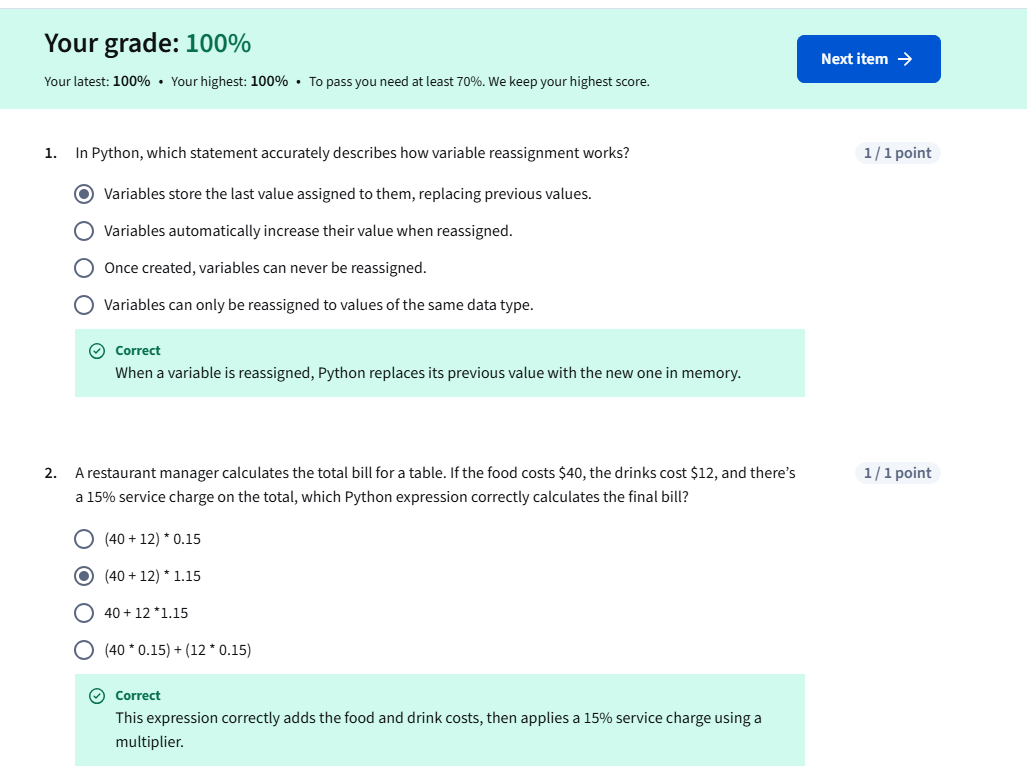 Your grade: 100%
Your latest: 100% • Your highest: 100% • To pass you need at least 70%. We keep your highest score.
Next item →
1. In Python, which statement accurately describes how variable reassignment works?
1 / 1 point
Variables store the last value assigned to them, replacing previous values.
Variables automatically increase their value when reassigned.
Once created, variables can never be reassigned.
Variables can only be reassigned to values of the same data type.
Correct
When a variable is reassigned, Python replaces its previous value with the new one in memory.
2. A restaurant manager calculates the total bill for a table. If the food costs $40, the drinks cost $12, and there’s
a 15% service charge on the total, which Python expression correctly calculates the final bill?
1 / 1 point
(40 + 12) * 0.15
(40 + 12) * 1.15
40 + 12 *1.15
(40 * 0.15) + (12 * 0.15)
Correct
This expression correctly adds the food and drink costs, then applies a 15% service charge using a
multiplier.